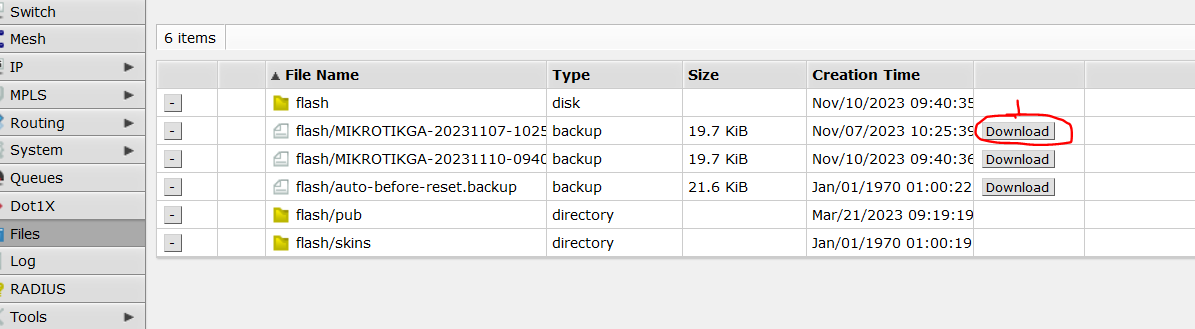 Switch
Mesh
IP
MPLS
Routing
System
Queues
Dot1X
Files
Log
RADIUS
Tools
6 items
File Name Type Size Creation Time
- flash disk Nov/10/2023 09:40:35
- flash/MIKROTIKGA-20231107-1025 backup 19.7 KiB Nov/07/2023 10:25:39 Download
- flash/MIKROTIKGA-20231110-0940 backup 19.7 KiB Nov/10/2023 09:40:36 Download
- flash/auto-before-reset.backup backup 21.6 KiB Jan/01/1970 01:00:22 Download
- flash/pub directory Mar/21/2023 09:19:19
- flash/skins directory Jan/01/1970 01:00:19